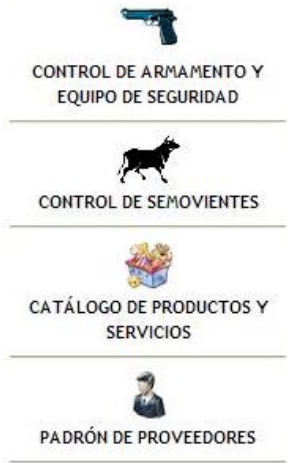 CONTROL DE ARMAMENTO Y
EQUIPO DE SEGURIDAD
CONTROL DE SEMOVIENTES
CATÁLOGO DE PRODUCTOS Y
SERVICIOS
PADRÓN DE PROVEEDORES